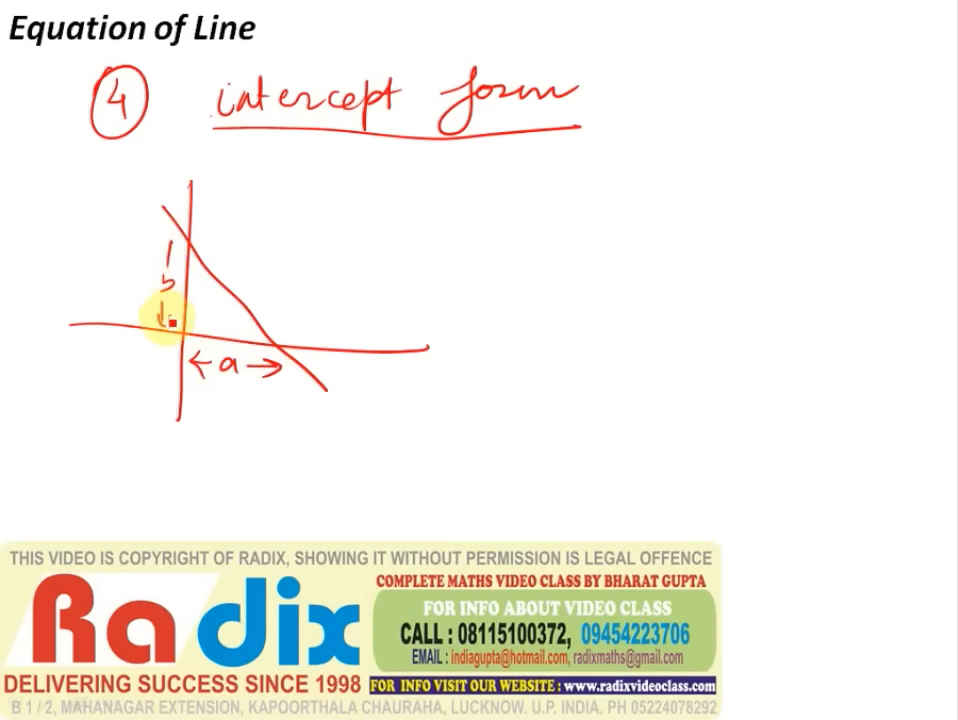 Equation of Line
4 intercept form
b
a
THIS VIDEO IS COPYRIGHT OF RADIX, SHOWING IT WITHOUT PERMISSION IS LEGAL OFFENCE
Radix
COMPLETE MATHS VIDEO CLASS BY BHARAT GUPTA
FOR INFO ABOUT VIDEO CLASS
CALL : 08115100372, 09454223706
EMAIL : indiagupta@hotmail.com, radixmaths@gmail.com
DELIVERING SUCCESS SINCE 1998
FOR INFO VISIT OUR WEBSITE : www.radixvideoclass.com
B 1 / 2, MAHANAGAR EXTENSION, KAPOORTHALA CHAURAHA, LUCKNOW. U.P. INDIA. PH 05224078292